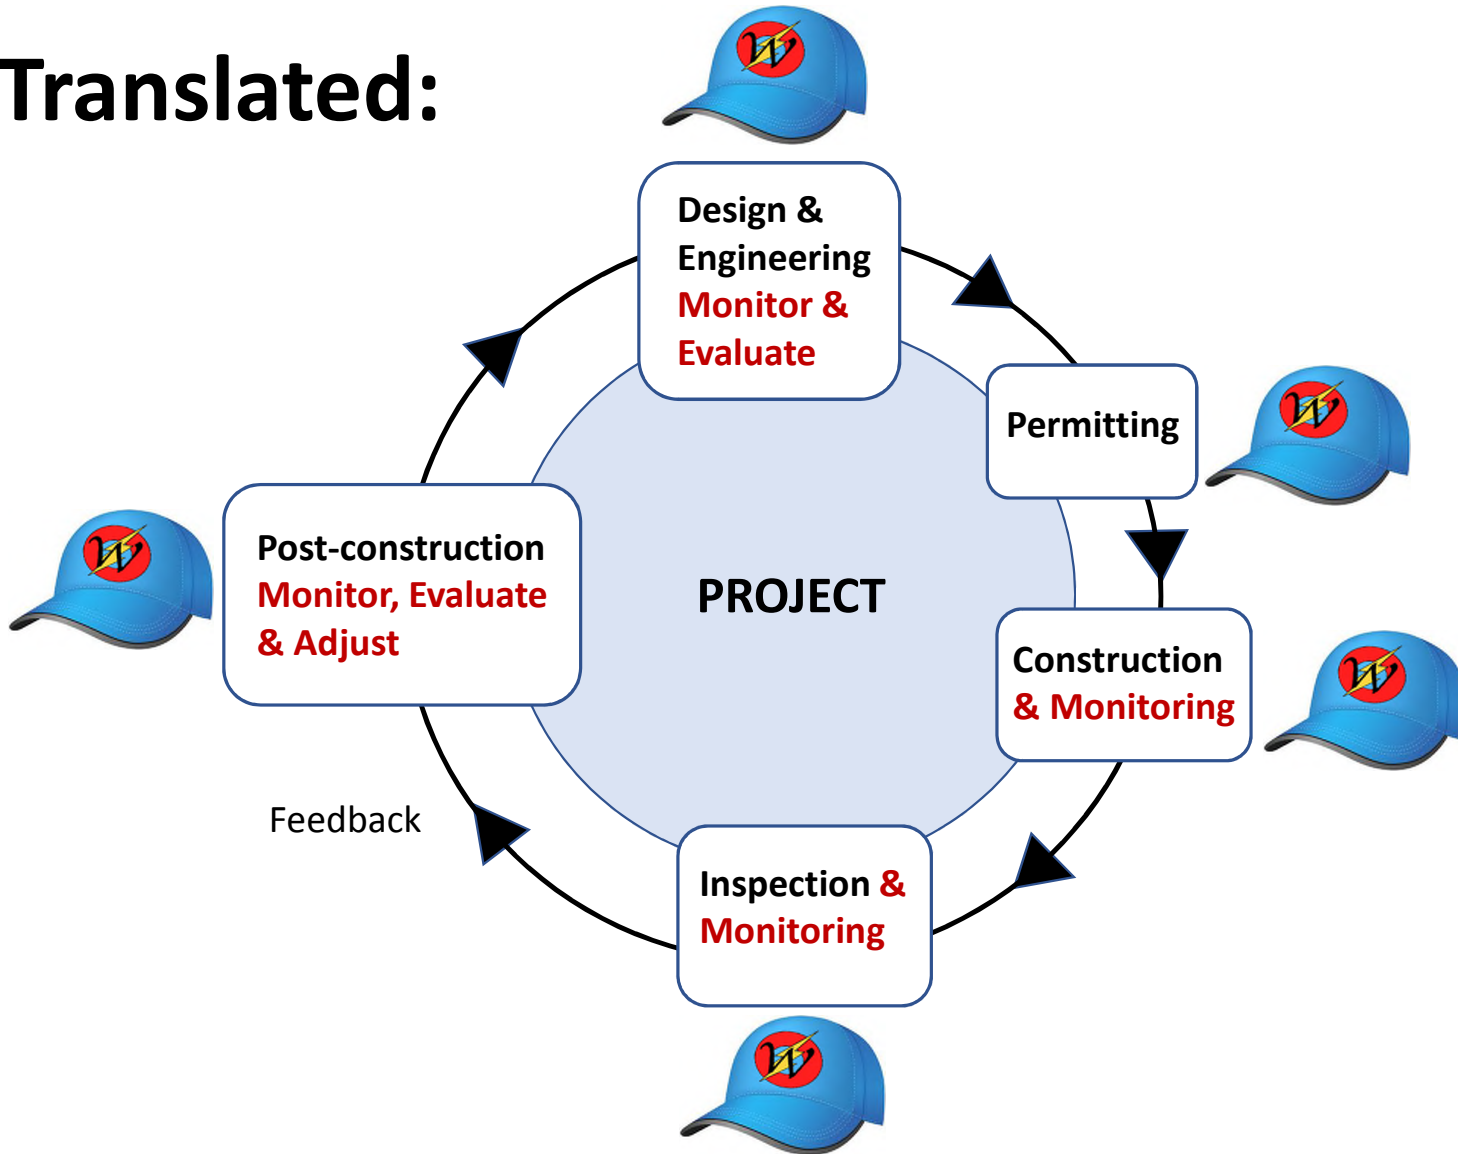 Translated:
W
Design &
Engineering
Monitor &
Evaluate
Permitting
W
Post-construction
Monitor, Evaluate
& Adjust
W
PROJECT
Construction
& Monitoring
W
Feedback
Inspection &
Monitoring
W